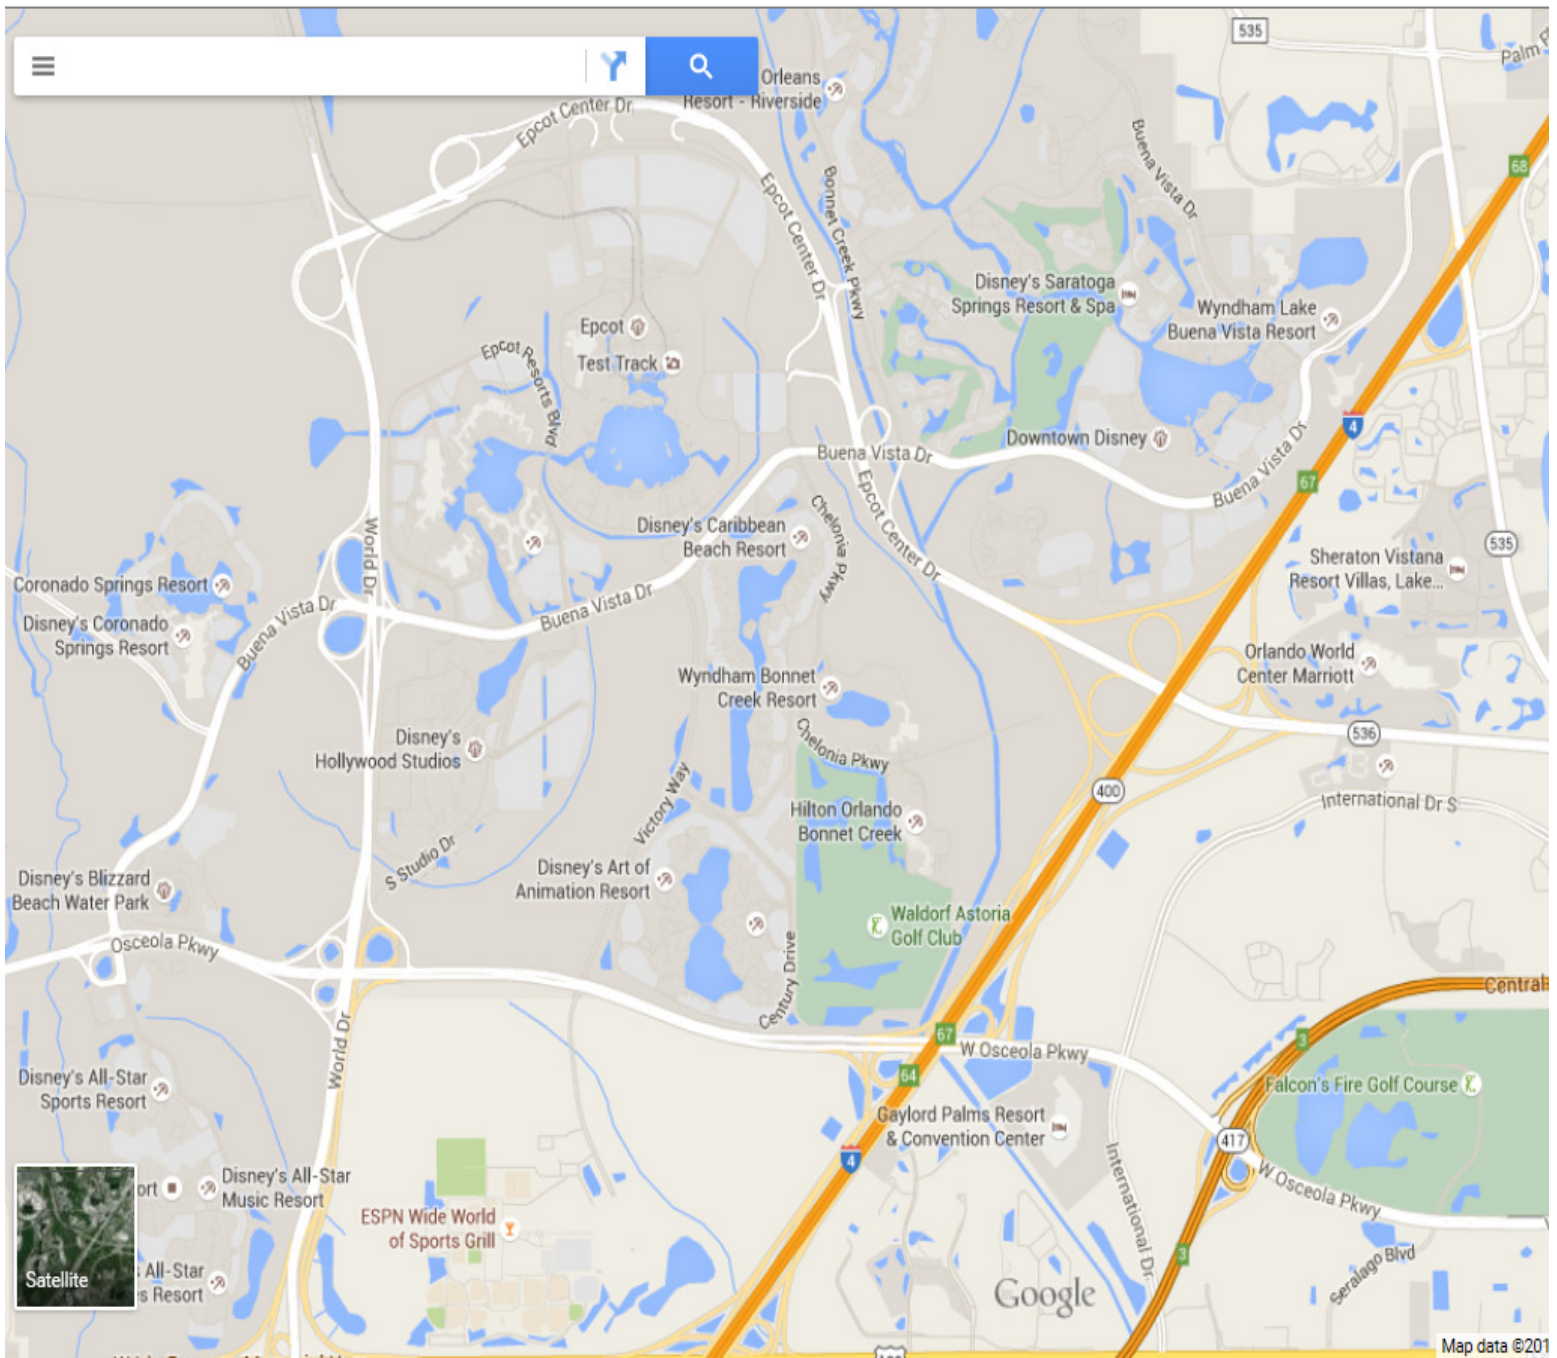 535
Palm
Orleans
Resort - Riverside
Epcot Center Dr
68
Buena Vista Dr
Bonnet Creek Pkwy
Epcot Center Dr
Disney's Saratoga
Springs Resort & Spa
Wyndham Lake
Buena Vista Resort
Epcot
Test Track
Epcot Resorts Blvd
4
Downtown Disney
Buena Vista Dr
Buena Vista Dr
67
Epcot Center Dr
Chelonia Pkwy
Disney's Caribbean
Beach Resort
World Dr
535
Sheraton Vistana
Resort Villas, Lake...
Coronado Springs Resort
Disney's Coronado
Springs Resort
Buena Vista Dr
Buena Vista Dr
Orlando World
Center Marriott
Wyndham Bonnet
Creek Resort
536
Disney's
Hollywood Studios
Chelonia Pkwy
400
International Dr S
Victory Way
Hilton Orlando
Bonnet Creek
S Studio Dr
Disney's Art of
Animation Resort
Disney's Blizzard
Beach Water Park
Waldorf Astoria
Golf Club
Osceola Pkwy
Century Drive
Central
67
3
W Osceola Pkwy
World Dr
64
Disney's All-Star
Sports Resort
Falcon's Fire Golf Course
Gaylord Palms Resort
& Convention Center
417
4
International Dr
W Osceola Pkwy
ort
Disney's All-Star
Music Resort
ESPN Wide World
of Sports Grill
3
Seralago Blvd
Satellite
All-Star
es Resort
Google
Map data ©201